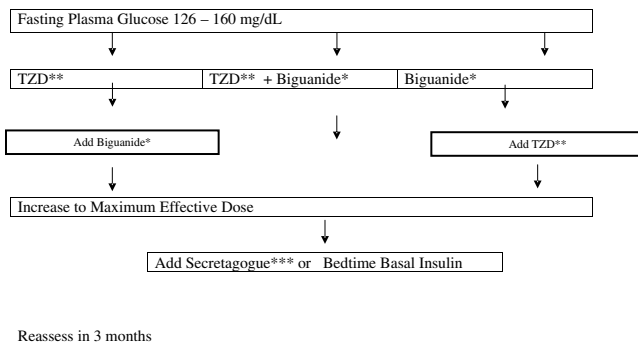 Fasting Plasma Glucose 126 – 160 mg/dL
TZD** TZD** + Biguanide* Biguanide*
Add Biguanide* Add TZD**
Increase to Maximum Effective Dose
Add Secretagogue*** or Bedtime Basal Insulin
Reassess in 3 months